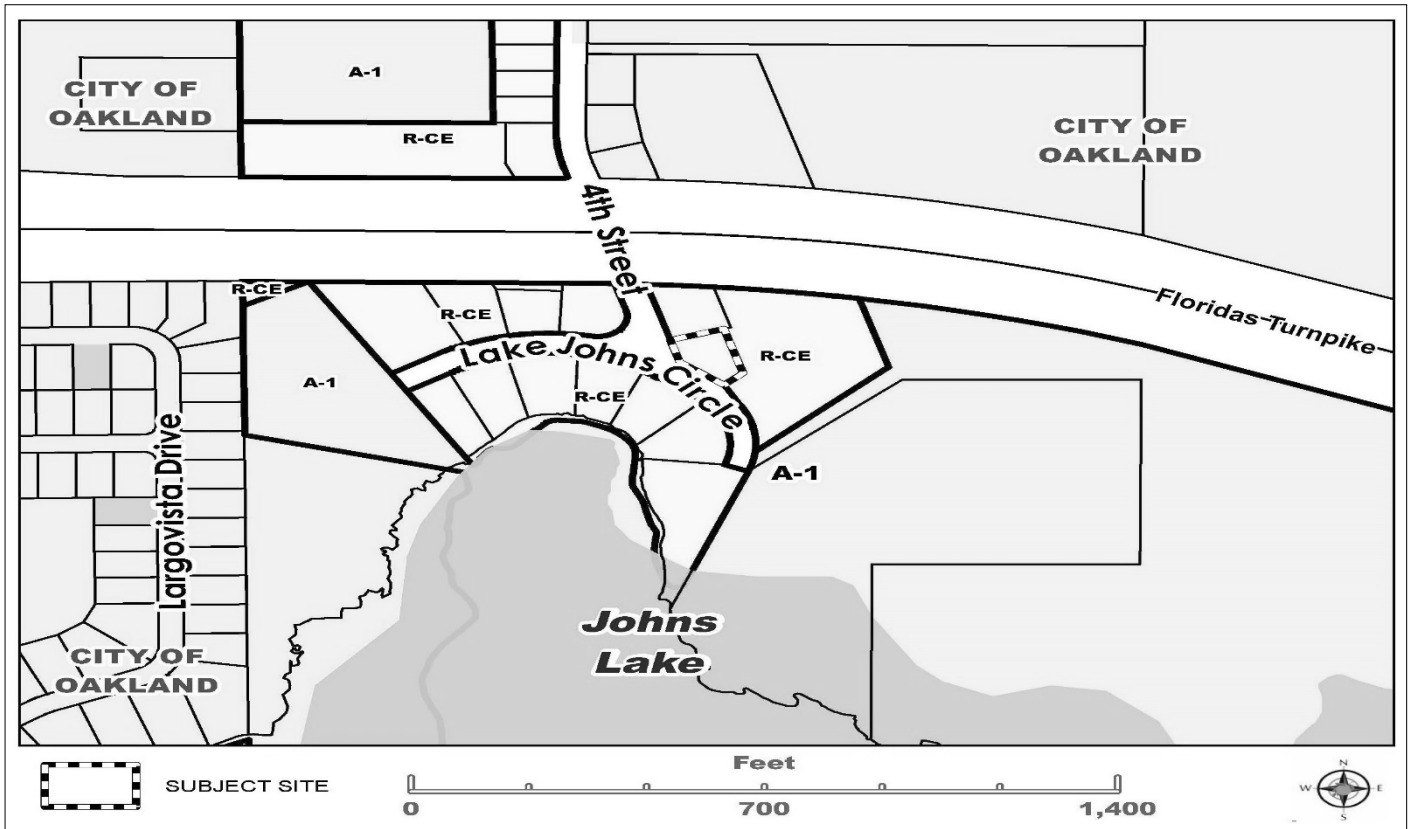 A-1
CITY OF
OAKLAND
R-CE
CITY OF
OAKLAND
4th Street
R-CE
R-CE
Floridas Turnpike
Lake Johns Circle
R-CE
A-1
R-CE
A-1
Largovista Drive
Johns
Lake
CITY OF
OAKLAND
SUBJECT SITE
Feet
0 700 1,400
N
W E
S